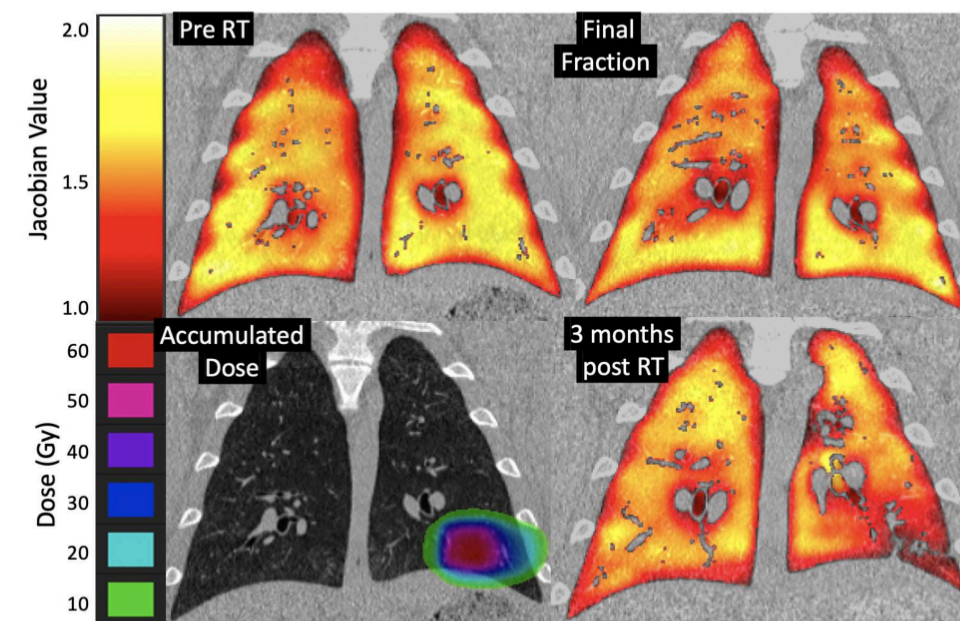 2.0
Pre RT
Final
Fraction
Jacobian Value
1.5
1.0
Accumulated
Dose
3 months
post RT
Dose (Gy)
60
50
40
30
20
10